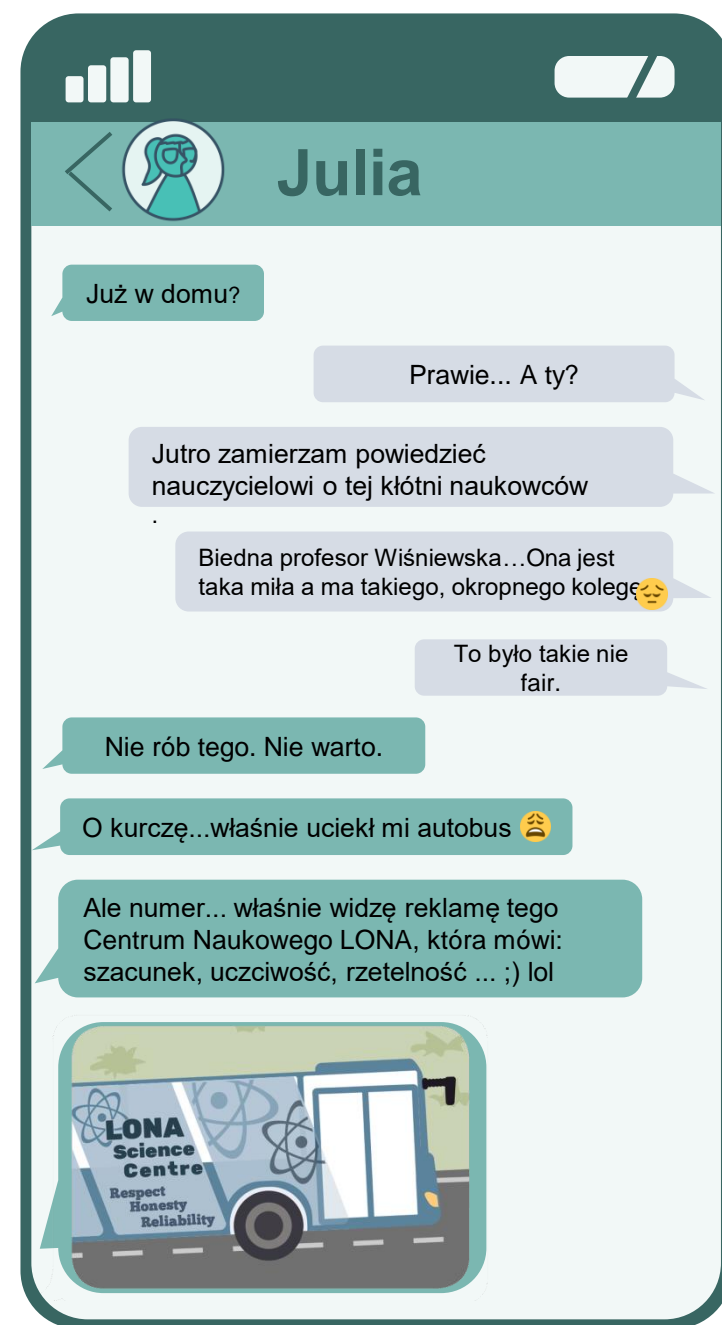 Julia
Już w domu?
Prawie... A ty?
Jutro zamierzam powiedzieć
nauczycielowi o tej kłótni naukowców
.
Biedna profesor Wiśniewska…Ona jest
taka miła a ma takiego, okropnego kolegę
To było takie nie
fair.
Nie rób tego. Nie warto.
O kurczę...właśnie uciekł mi autobus 😩
Ale numer... właśnie widzę reklamę tego
Centrum Naukowego LONA, która mówi:
szacunek, uczciwość, rzetelność ... ;) lol
LONA
Science
Centre
Respect
Honesty
Reliability